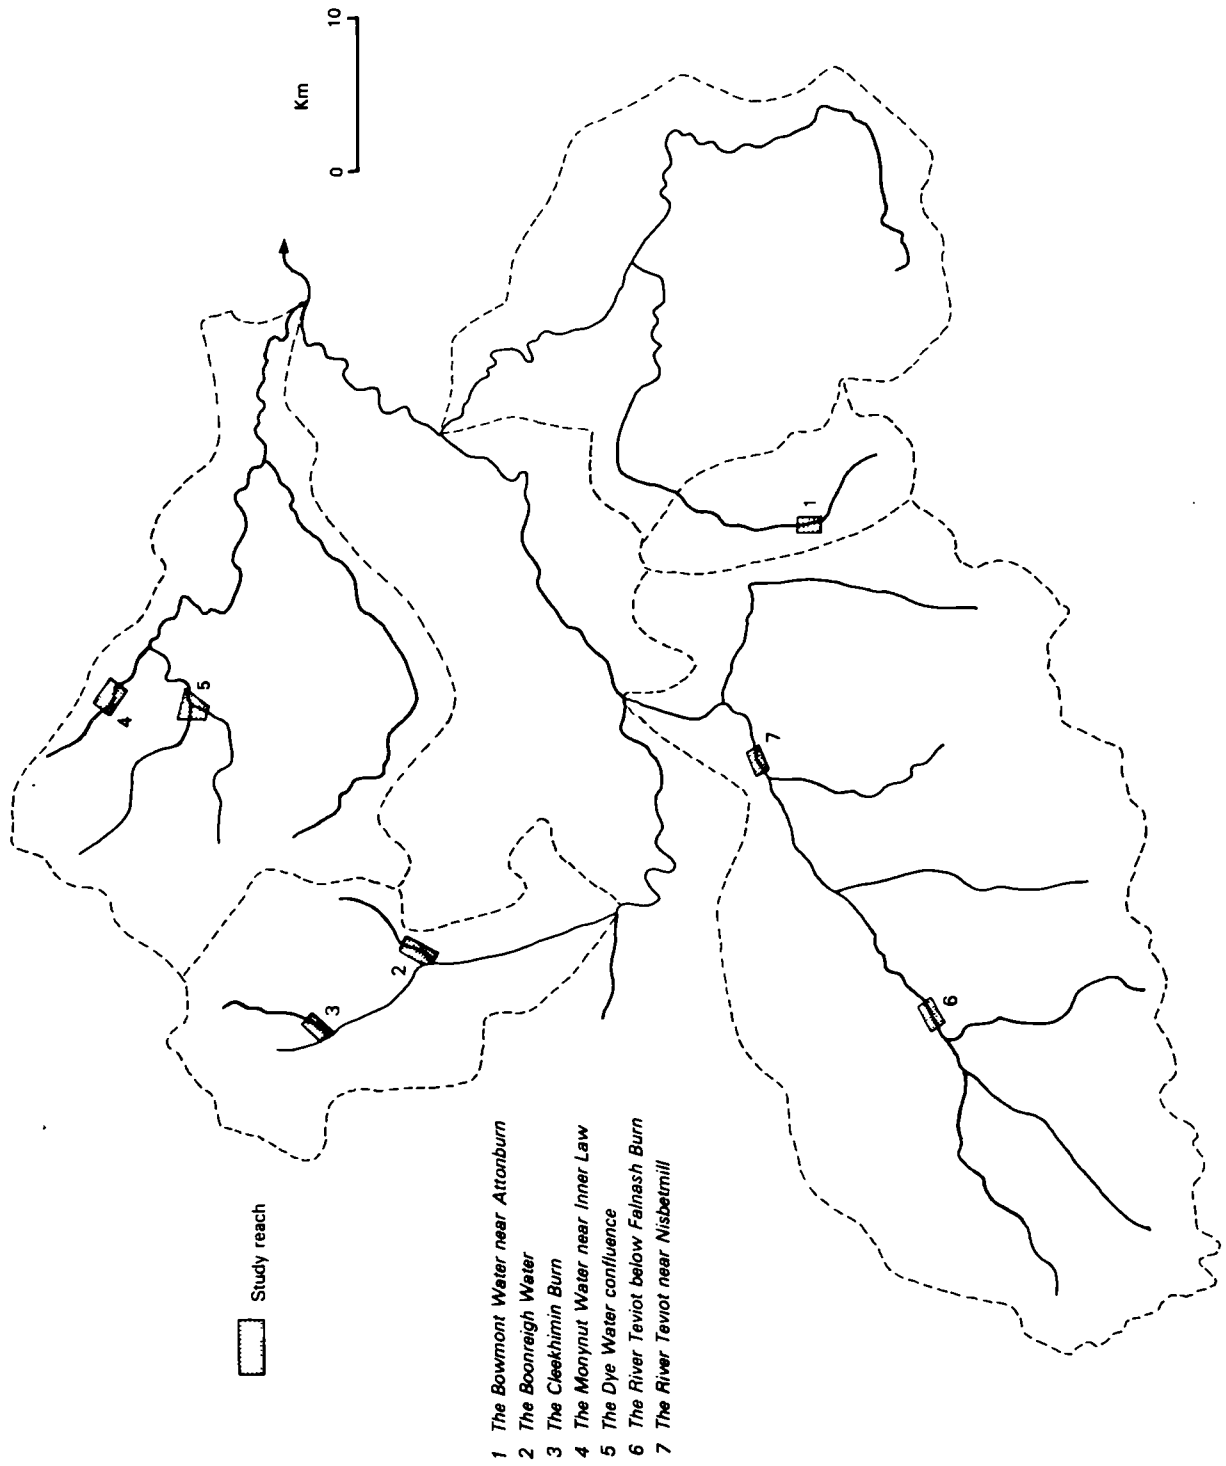 Study reach
1 The Bowmont Water near Attonburn
2 The Boonreigh Water
3 The Cleekhimin Burn
4 The Monynut Water near Inner Law
5 The Dye Water confluence
6 The River Teviot below Falnash Burn
7 The River Teviot near Nisbetmill
3
2
4
5
6
7
1
Km
0 10